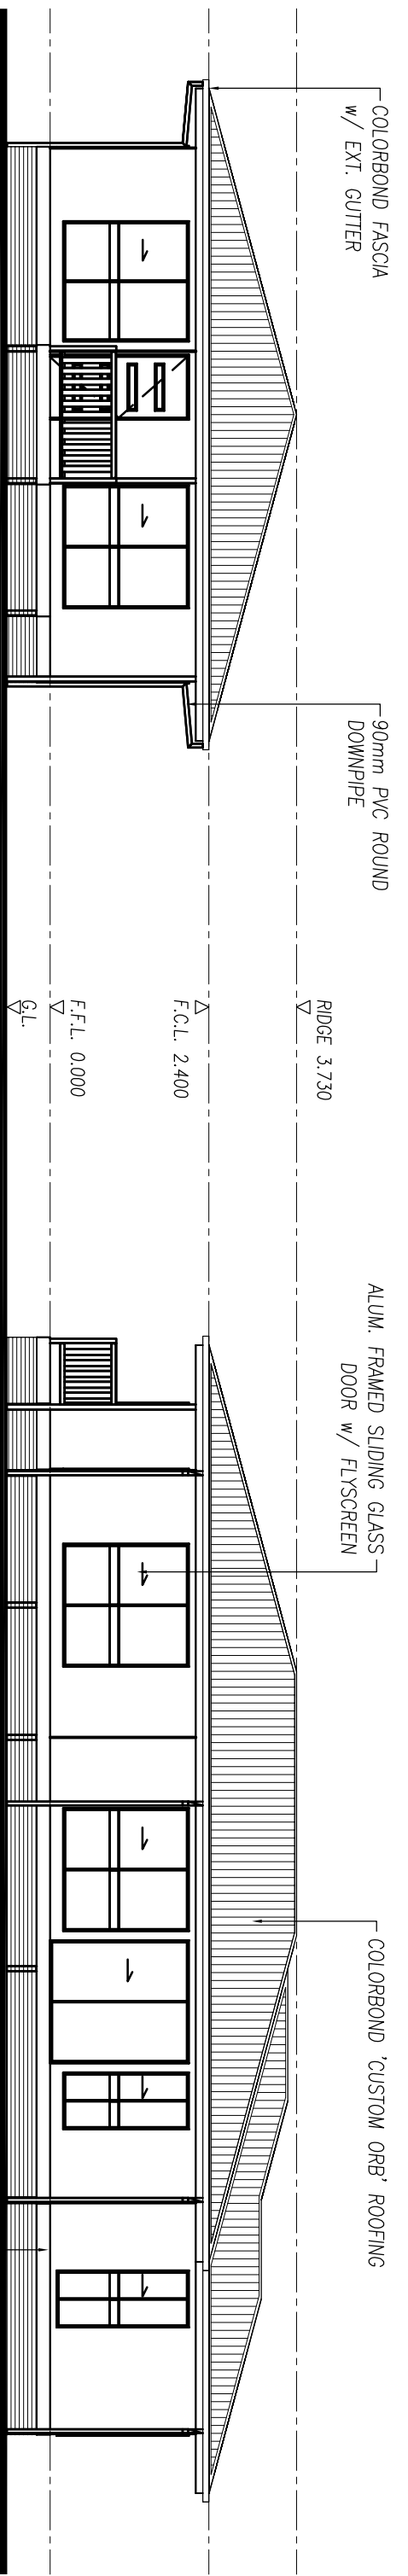 COLORBOND FASCIA
w/ EXT. GUTTER
90mm PVC ROUND
DOWNPIPE
RIDGE 3.730
F.C.L. 2.400
F.F.L. 0.000
G.L.
ALUM. FRAMED SLIDING GLASS
DOOR w/ FLYSCREEN
COLORBOND 'CUSTOM ORB' ROOFING